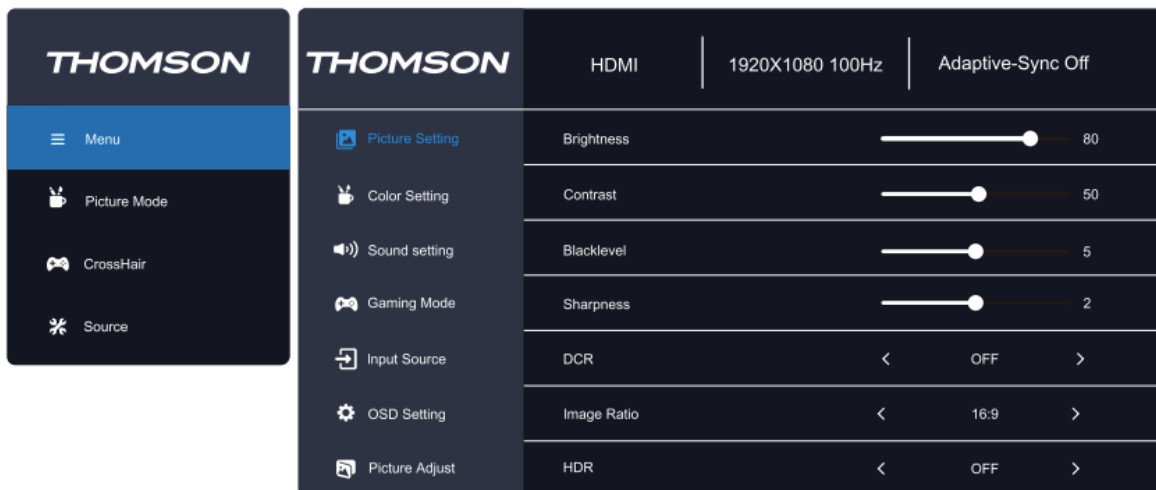 THOMSON
Menu
Picture Mode
CrossHair
Source
THOMSON
HDMI
1920X1080 100Hz
Adaptive-Sync Off
Picture Setting
Color Setting
Sound setting
Gaming Mode
Input Source
OSD Setting
Picture Adjust
Brightness 80
Contrast 50
Blacklevel 5
Sharpness 2
DCR < OFF >
Image Ratio < 16:9 >
HDR < OFF >